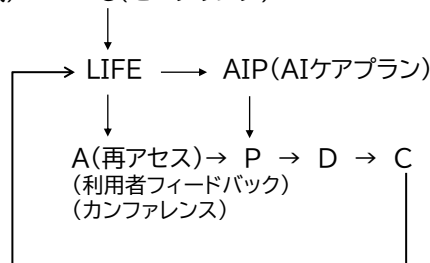 LIFE → AIP(AIケアプラン)
A(再アセス)→ P → D → C
(利用者フィードバック)
(カンファレンス)